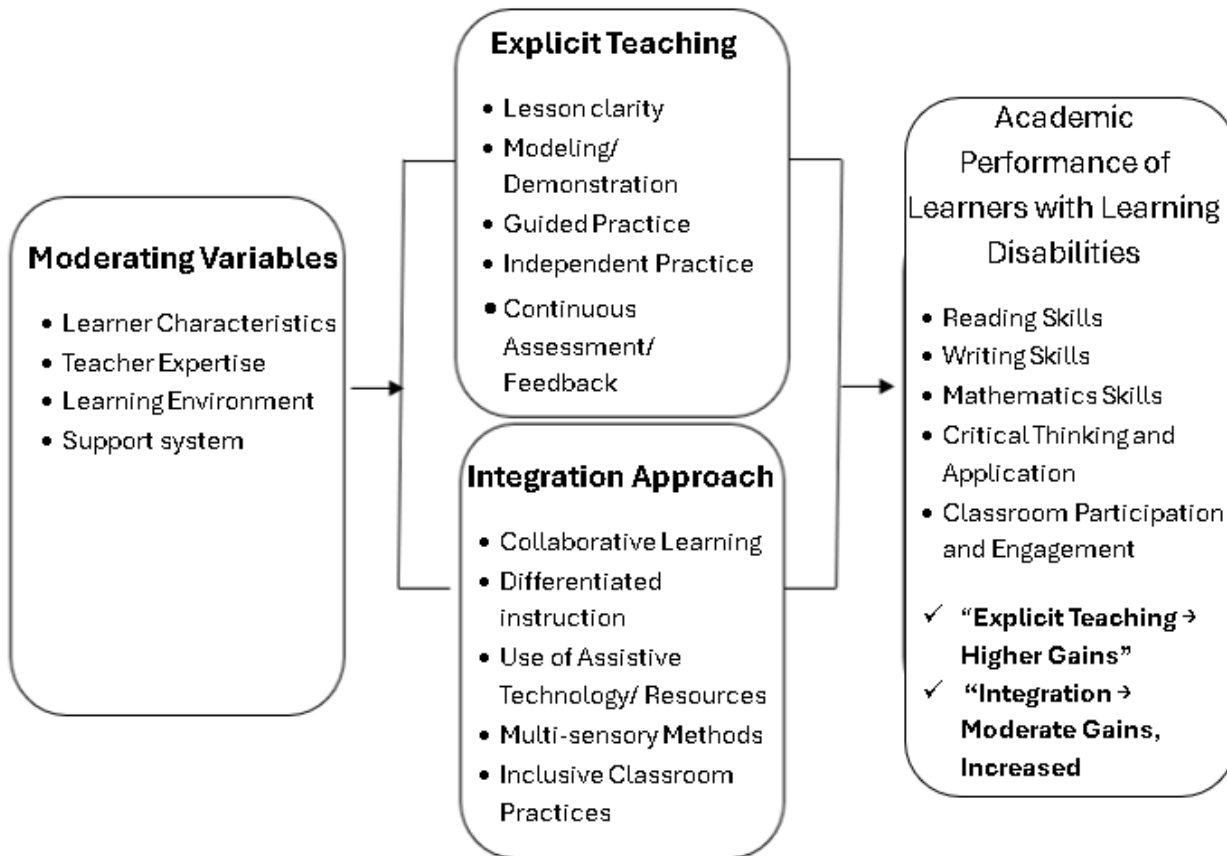 Moderating Variables
• Learner Characteristics
• Teacher Expertise
• Learning Environment
• Support system
Explicit Teaching
• Lesson clarity
• Modeling/
Demonstration
• Guided Practice
• Independent Practice
• Continuous
Assessment/
Feedback
Integration Approach
• Collaborative Learning
• Differentiated
instruction
• Use of Assistive
Technology/ Resources
• Multi-sensory Methods
• Inclusive Classroom
Practices
Academic
Performance of
Learners with Learning
Disabilities
• Reading Skills
• Writing Skills
• Mathematics Skills
• Critical Thinking and
Application
• Classroom Participation
and Engagement
✓ “Explicit Teaching →
Higher Gains”
✓ “Integration →
Moderate Gains,
Increased